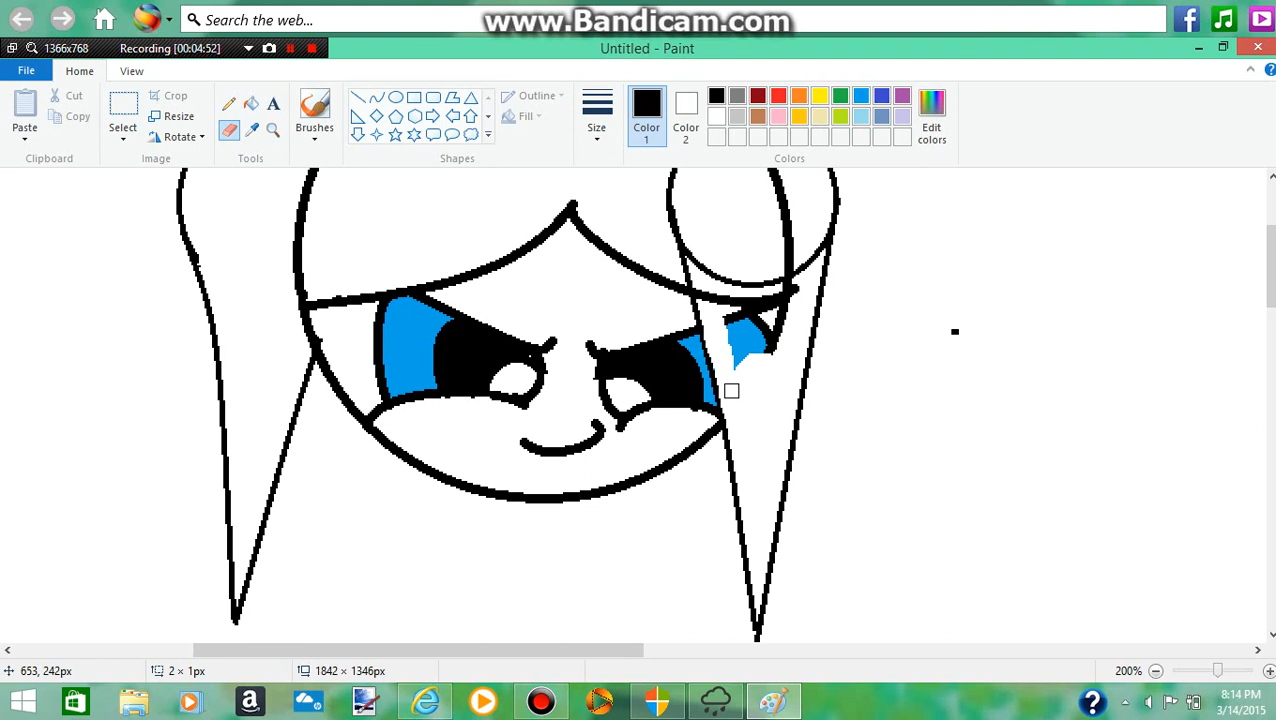 www.Bandicam.com
Search the web...
1366x768 Recording [00:04:52]
Untitled - Paint
File Home View
Paste Cut Copy
Clipboard
Select Crop Resize Rotate
Image
Tools
Brushes
Outline Fill
Shapes
Size
Color 1
Color 2
Edit colors
Colors
653, 242px
2 × 1px
1842 × 1346px
200%
8:14 PM
3/14/2015